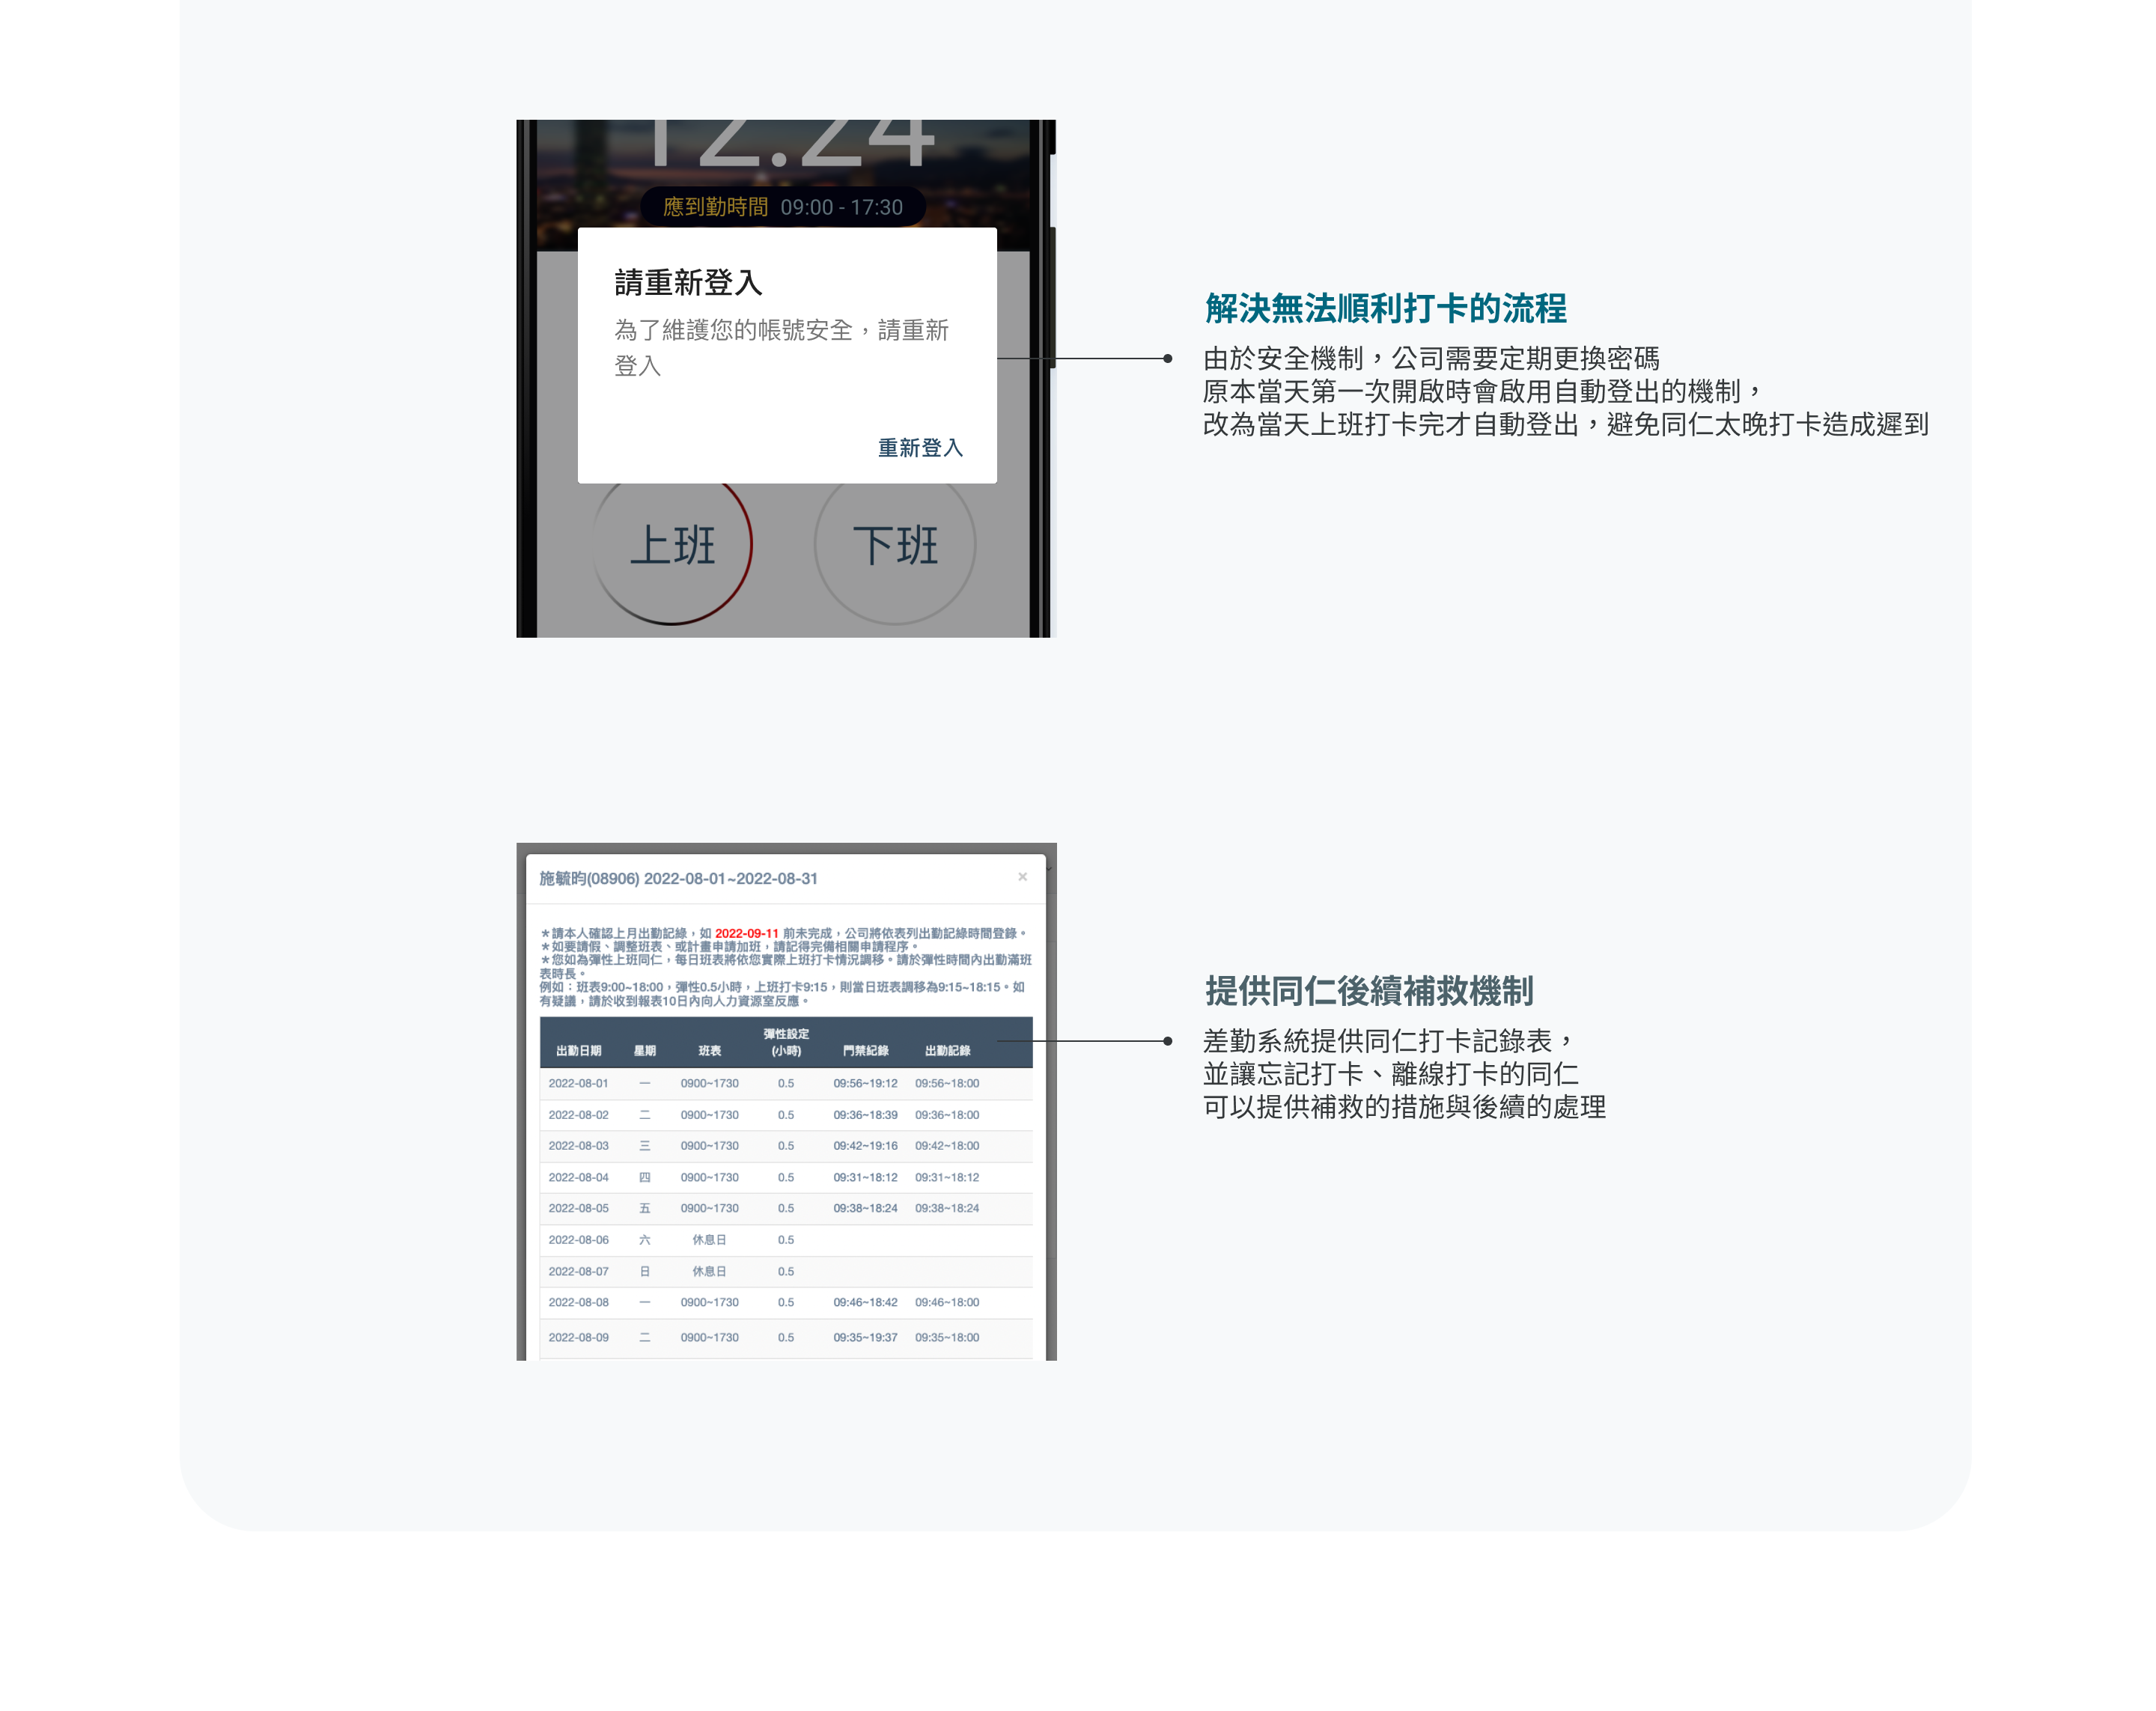 12.24
應到勤時間 09:00 - 17:30
請重新登入
為了維護您的帳號安全，請重新
登入
重新登入
上班 下班
解決無法順利打卡的流程
由於安全機制，公司需要定期更換密碼
原本當天第一次開啟時會啟用自動登出的機制，
改為當天上班打卡完才自動登出，避免同仁太晚打卡造成遲到
施毓昀(08906) 2022-08-01~2022-08-31 ×
＊請本人確認上月出勤記綠，如 2022-09-11 前未完成，公司將依表列出勤記綠時間登錄。
＊如要請假、調整班表、或計畫申請加班，請記得完備相關申請程序。
＊您如為彈性上班同仁，每日班表將依您實際上班打卡情況調移。請於彈性時間內出勤滿班
表時長。
例如：班表9:00~18:00，彈性0.5小時，上班打卡9:15，則當日班表調移為9:15~18:15。如
有疑議，請於收到報表10日內向人力資源室反應。
出勤日期 星期 班表 彈性設定 (小時) 門禁紀錄 出勤記錄
2022-08-01 一 0900~1730 0.5 09:56~19:12 09:56~18:00
2022-08-02 二 0900~1730 0.5 09:36~18:39 09:36~18:00
2022-08-03 三 0900~1730 0.5 09:42~19:16 09:42~18:00
2022-08-04 四 0900~1730 0.5 09:31~18:12 09:31~18:12
2022-08-05 五 0900~1730 0.5 09:38~18:24 09:38~18:24
2022-08-06 六 休息日 0.5
2022-08-07 日 休息日 0.5
2022-08-08 一 0900~1730 0.5 09:46~18:42 09:46~18:00
2022-08-09 二 0900~1730 0.5 09:35~19:37 09:35~18:00
提供同仁後續補救機制
差勤系統提供同仁打卡記錄表，
並讓忘記打卡、離線打卡的同仁
可以提供補救的措施與後續的處理